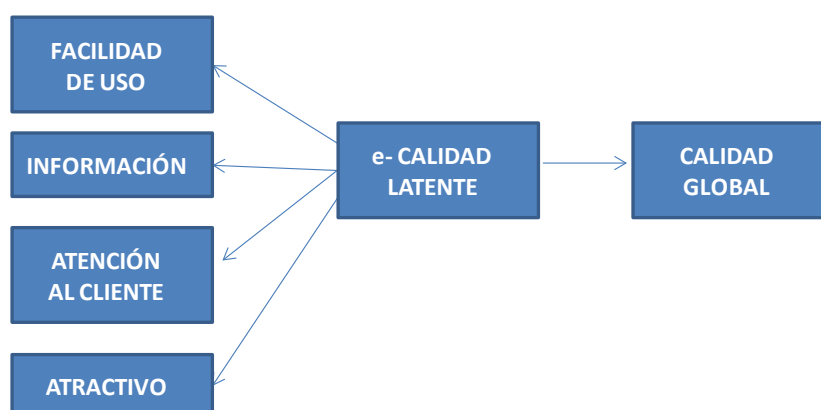 FACILIDAD
DE USO
INFORMACIÓN
ATENCIÓN
AL CLIENTE
ATRACTIVO
e- CALIDAD
LATENTE
CALIDAD
GLOBAL